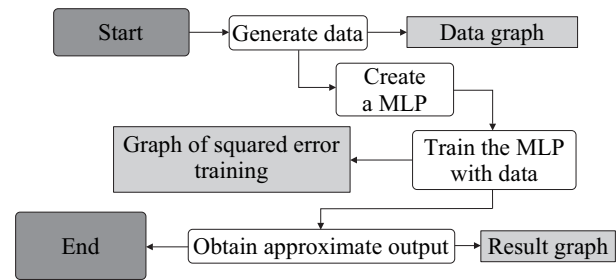 Start
Generate data
Data graph
Create
a MLP
Graph of squared error
training
Train the MLP
with data
End
Obtain approximate output
Result graph